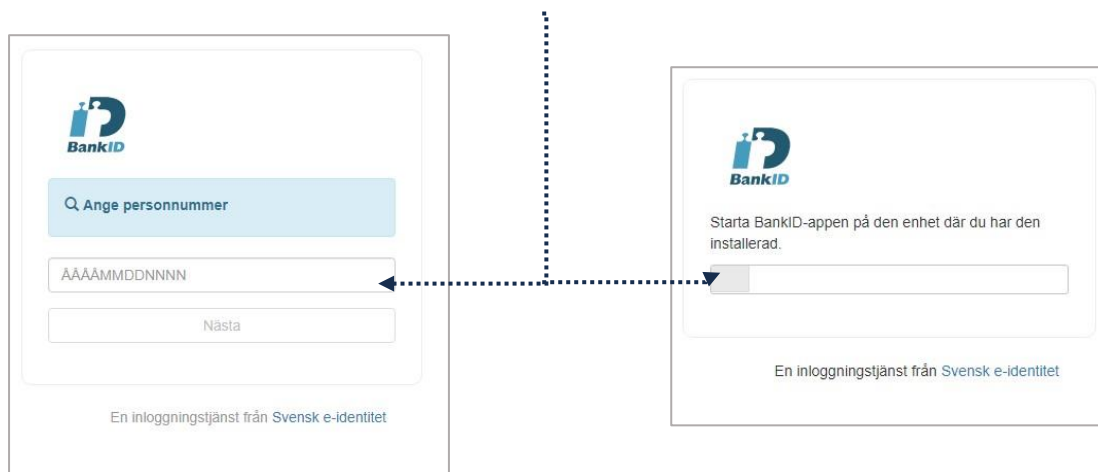 BankID
Ange personnummer
ÅÅÅÅMMDDNNNN
Nästa
En inloggningstjänst från Svensk e-identitet
BankID
Starta BankID-appen på den enhet där du har den
installerad.
En inloggningstjänst från Svensk e-identitet